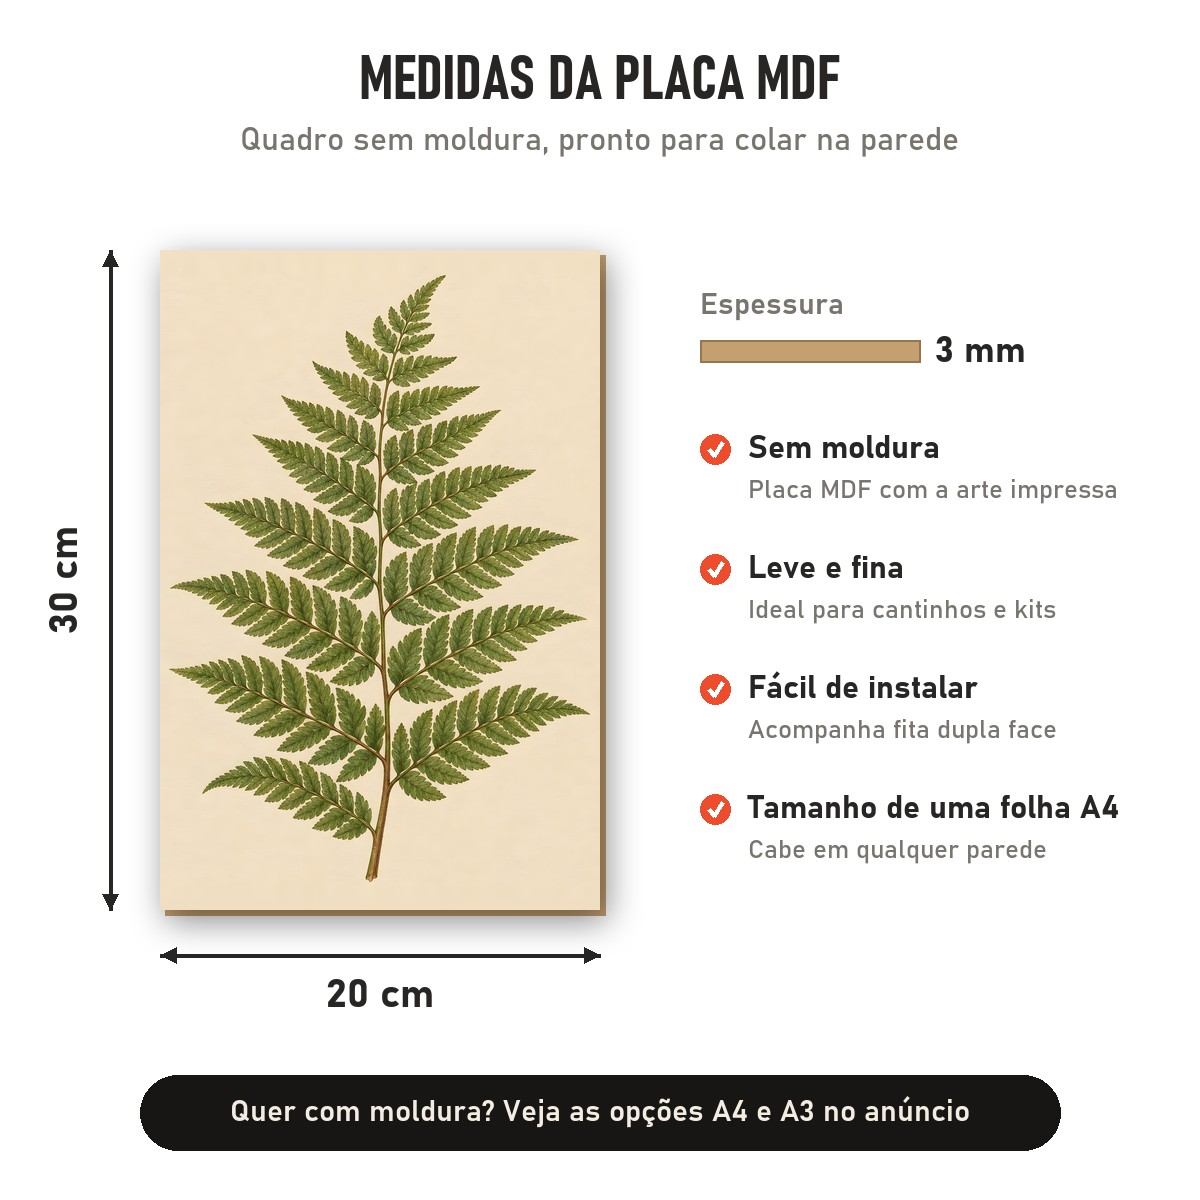 MEDIDAS DA PLACA MDF
Quadro sem moldura, pronto para colar na parede
30 cm
20 cm
Espessura
3 mm
Sem moldura
Placa MDF com a arte impressa
Leve e fina
Ideal para cantinhos e kits
Fácil de instalar
Acompanha fita dupla face
Tamanho de uma folha A4
Cabe em qualquer parede
Quer com moldura? Veja as opções A4 e A3 no anúncio